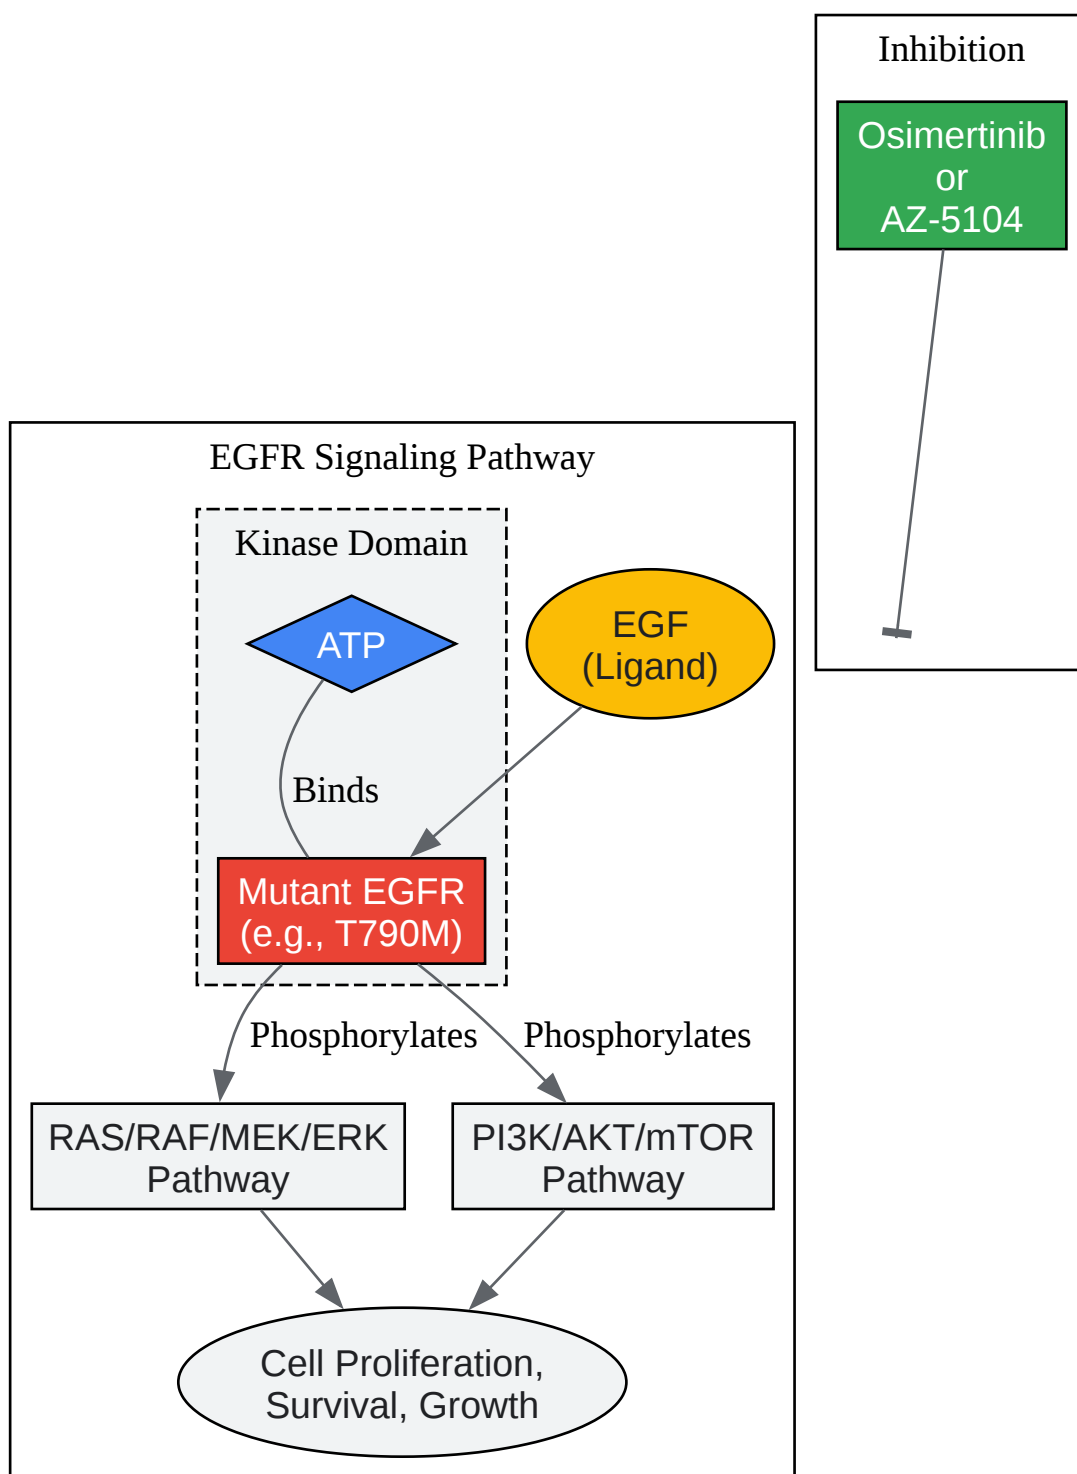 Inhibition
Osimertinib
or
AZ-5104
EGFR Signaling Pathway
Kinase Domain
ATP
EGF
(Ligand)
Binds
Mutant EGFR
(e.g., T790M)
Phosphorylates
Phosphorylates
RAS/RAF/MEK/ERK
Pathway
PI3K/AKT/mTOR
Pathway
Cell Proliferation,
Survival, Growth